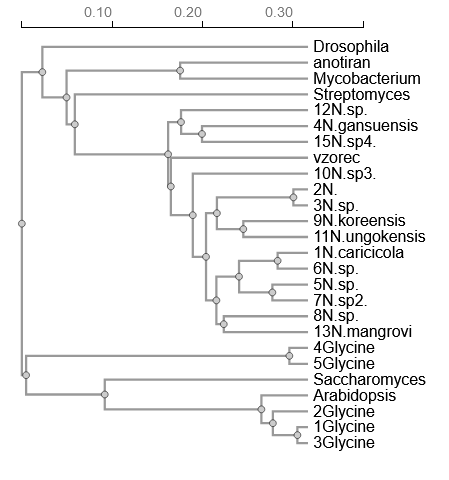 0.10 0.20 0.30
Drosophila
anotiran
Mycobacterium
Streptomyces
12N.sp.
4N.gansuensis
15N.sp4.
vzorec
10N.sp3.
2N.
3N.sp.
9N.koreensis
11N.ungokensis
1N.caricicola
6N.sp.
5N.sp.
7N.sp2.
8N.sp.
13N.mangrovi
4Glycine
5Glycine
Saccharomyces
Arabidopsis
2Glycine
1Glycine
3Glycine